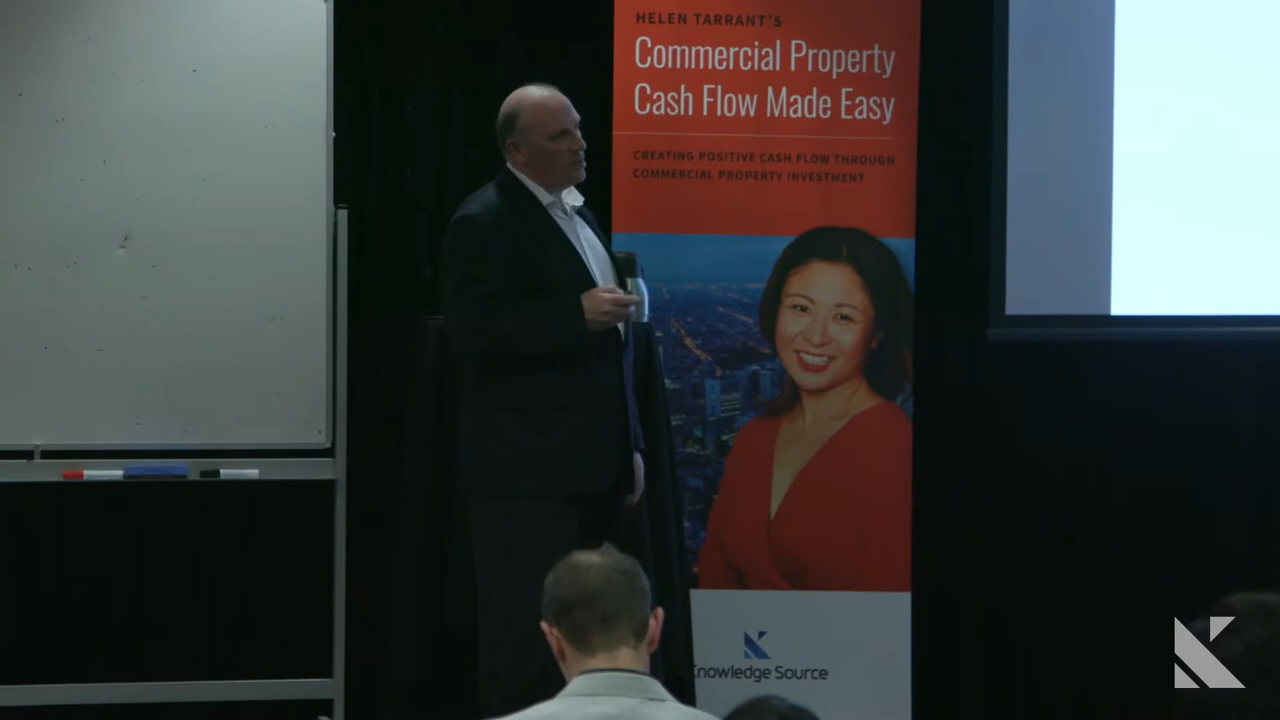 HELEN TARRANT'S
Commercial Property
Cash Flow Made Easy
CREATING POSITIVE CASH FLOW THROUGH
COMMERCIAL PROPERTY INVESTMENT
Knowledge Source